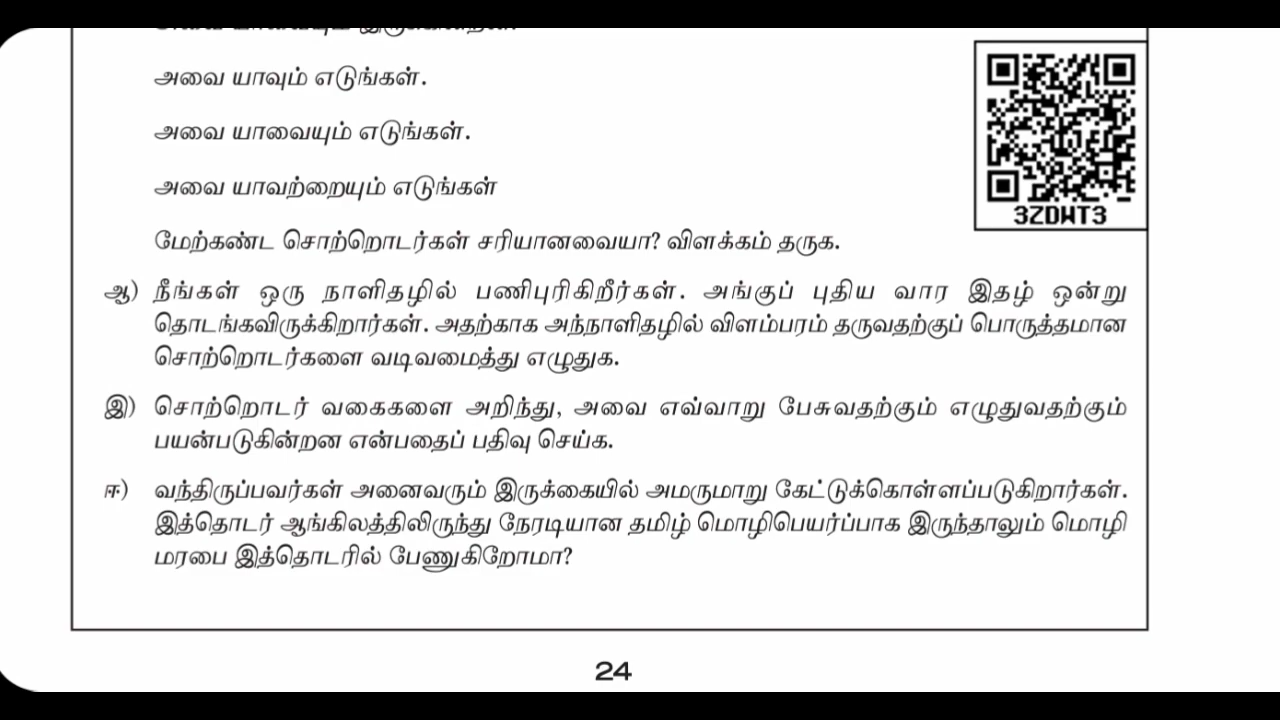 அவை யாவும் எடுங்கள்.
அவை யாவையும் எடுங்கள்.
அவை யாவற்றையும் எடுங்கள்
3ZDWT3
மேற்கண்ட சொற்றொடர்கள் சரியானவையா? விளக்கம் தருக.
ஆ) நீங்கள் ஒரு நாளிதழில் பணிபுரிகிறீர்கள். அங்குப் புதிய வார இதழ் ஒன்று
தொடங்கவிருக்கிறார்கள். அதற்காக அந்நாளிதழில் விளம்பரம் தருவதற்குப் பொருத்தமான
சொற்றொடர்களை வடிவமைத்து எழுதுக.
இ) சொற்றொடர் வகைகளை அறிந்து, அவை எவ்வாறு பேசுவதற்கும் எழுதுவதற்கும்
பயன்படுகின்றன என்பதைப் பதிவு செய்க.
ஈ) வந்திருப்பவர்கள் அனைவரும் இருக்கையில் அமருமாறு கேட்டுக்கொள்ளப்படுகிறார்கள்.
இத்தொடர் ஆங்கிலத்திலிருந்து நேரடியான தமிழ் மொழிபெயர்ப்பாக இருந்தாலும் மொழி
மரபை இத்தொடரில் பேணுகிறோமா?
24